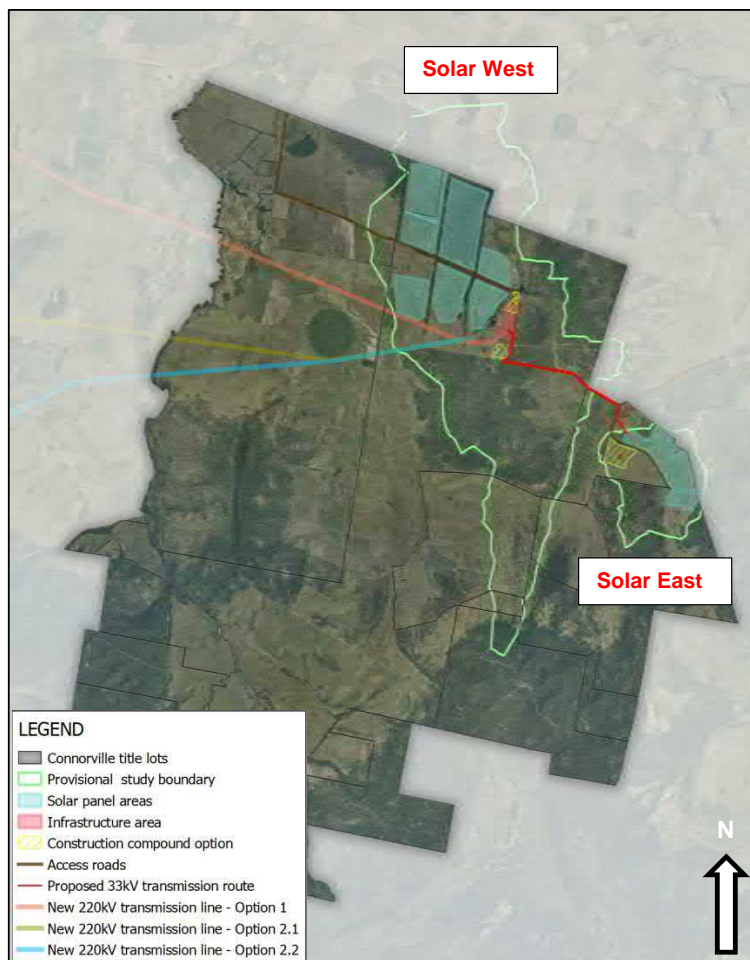 Solar West
Solar East
LEGEND
Connorville title lots
Provisional study boundary
Solar panel areas
Infrastructure area
Construction compound option
Access roads
Proposed 33kV transmission route
New 220kV transmission line - Option 1
New 220kV transmission line - Option 2.1
New 220kV transmission line - Option 2.2
N